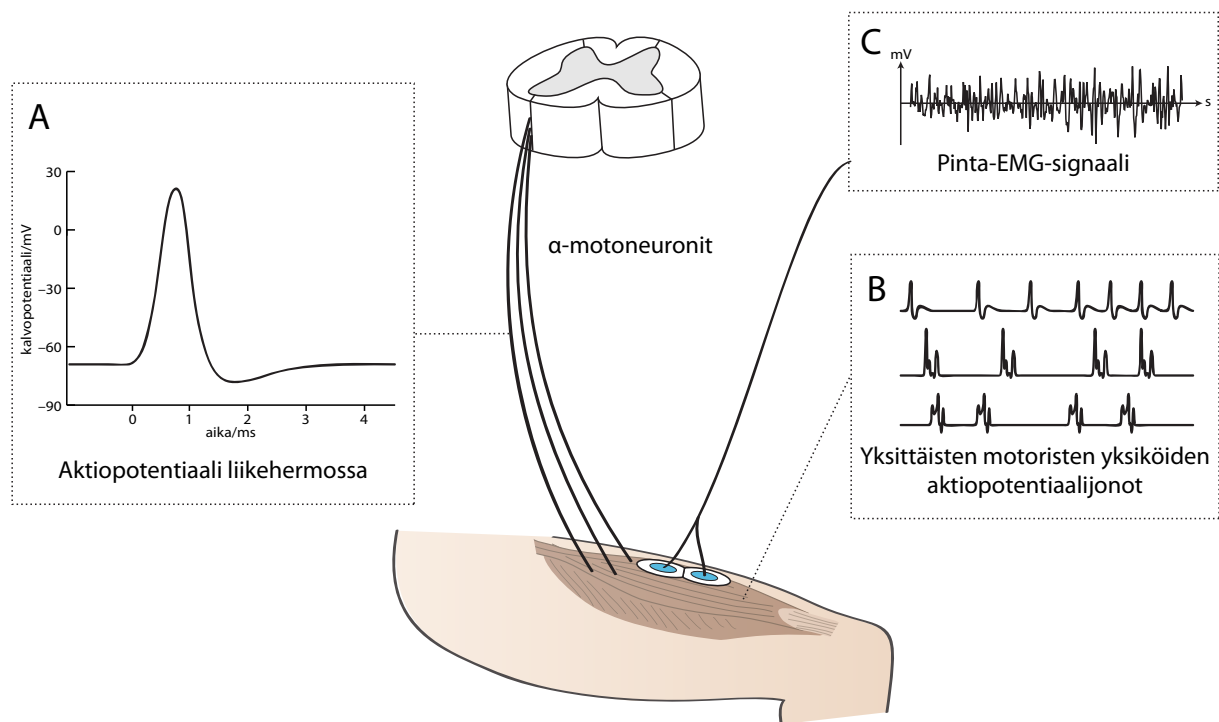 A
30
0
−30
−60
−90
kalvopotentiaali/mV
0
1
2
3
4
aika/ms
Aktiopotentiaali liikehermossa
α-motoneuronit
C
mV
s
Pinta-EMG-signaali
B
Yksittäisten motoristen yksiköiden
aktiopotentiaalijonot